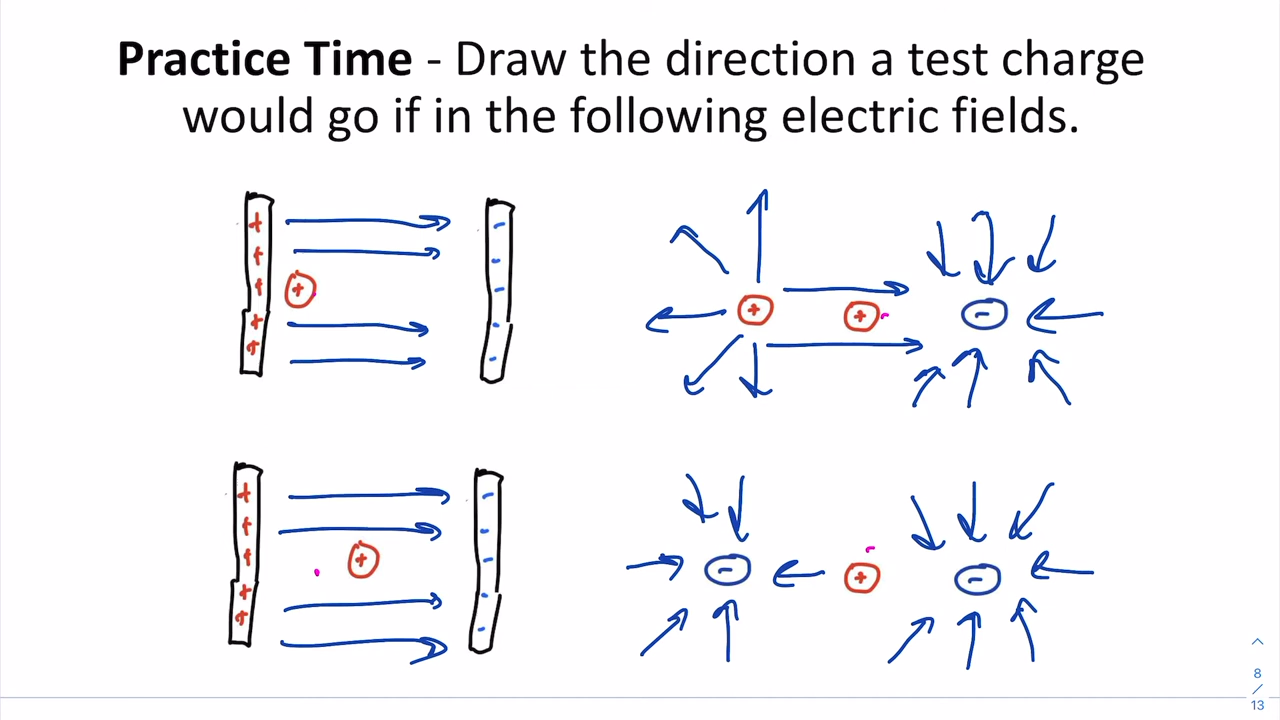 Practice Time - Draw the direction a test charge
would go if in the following electric fields.
+ + + + +
+
- - - - -
+
+
-
+ + + + +
+
- - - - -
-
+
-
8
/
13